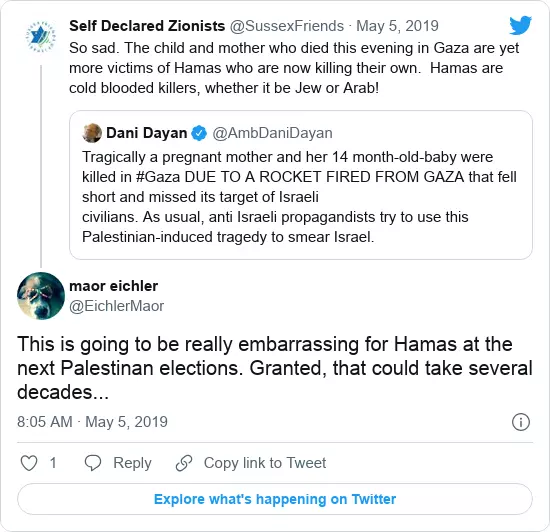 Self Declared Zionists @SussexFriends · May 5, 2019
So sad. The child and mother who died this evening in Gaza are yet
more victims of Hamas who are now killing their own. Hamas are
cold blooded killers, whether it be Jew or Arab!
Dani Dayan @AmbDaniDayan
Tragically a pregnant mother and her 14 month-old-baby were
killed in #Gaza DUE TO A ROCKET FIRED FROM GAZA that fell
short and missed its target of Israeli
civilians. As usual, anti Israeli propagandists try to use this
Palestinian-induced tragedy to smear Israel.
maor eichler
@EichlerMaor
This is going to be really embarrassing for Hamas at the
next Palestinan elections. Granted, that could take several
decades...
8:05 AM · May 5, 2019
1 Reply Copy link to Tweet
Explore what's happening on Twitter